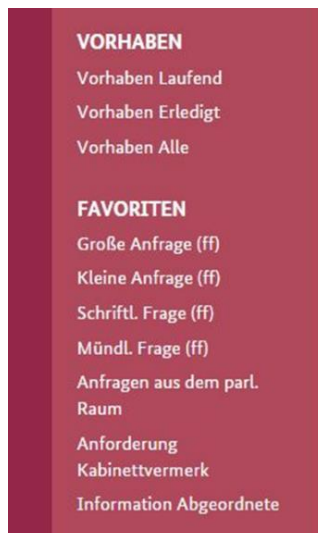 VORHABEN
Vorhaben Laufend
Vorhaben Erledigt
Vorhaben Alle
FAVORITEN
Große Anfrage (ff)
Kleine Anfrage (ff)
Schriftl. Frage (ff)
Mündl. Frage (ff)
Anfragen aus dem parl.
Raum
Anforderung
Kabinettvermerk
Information Abgeordnete